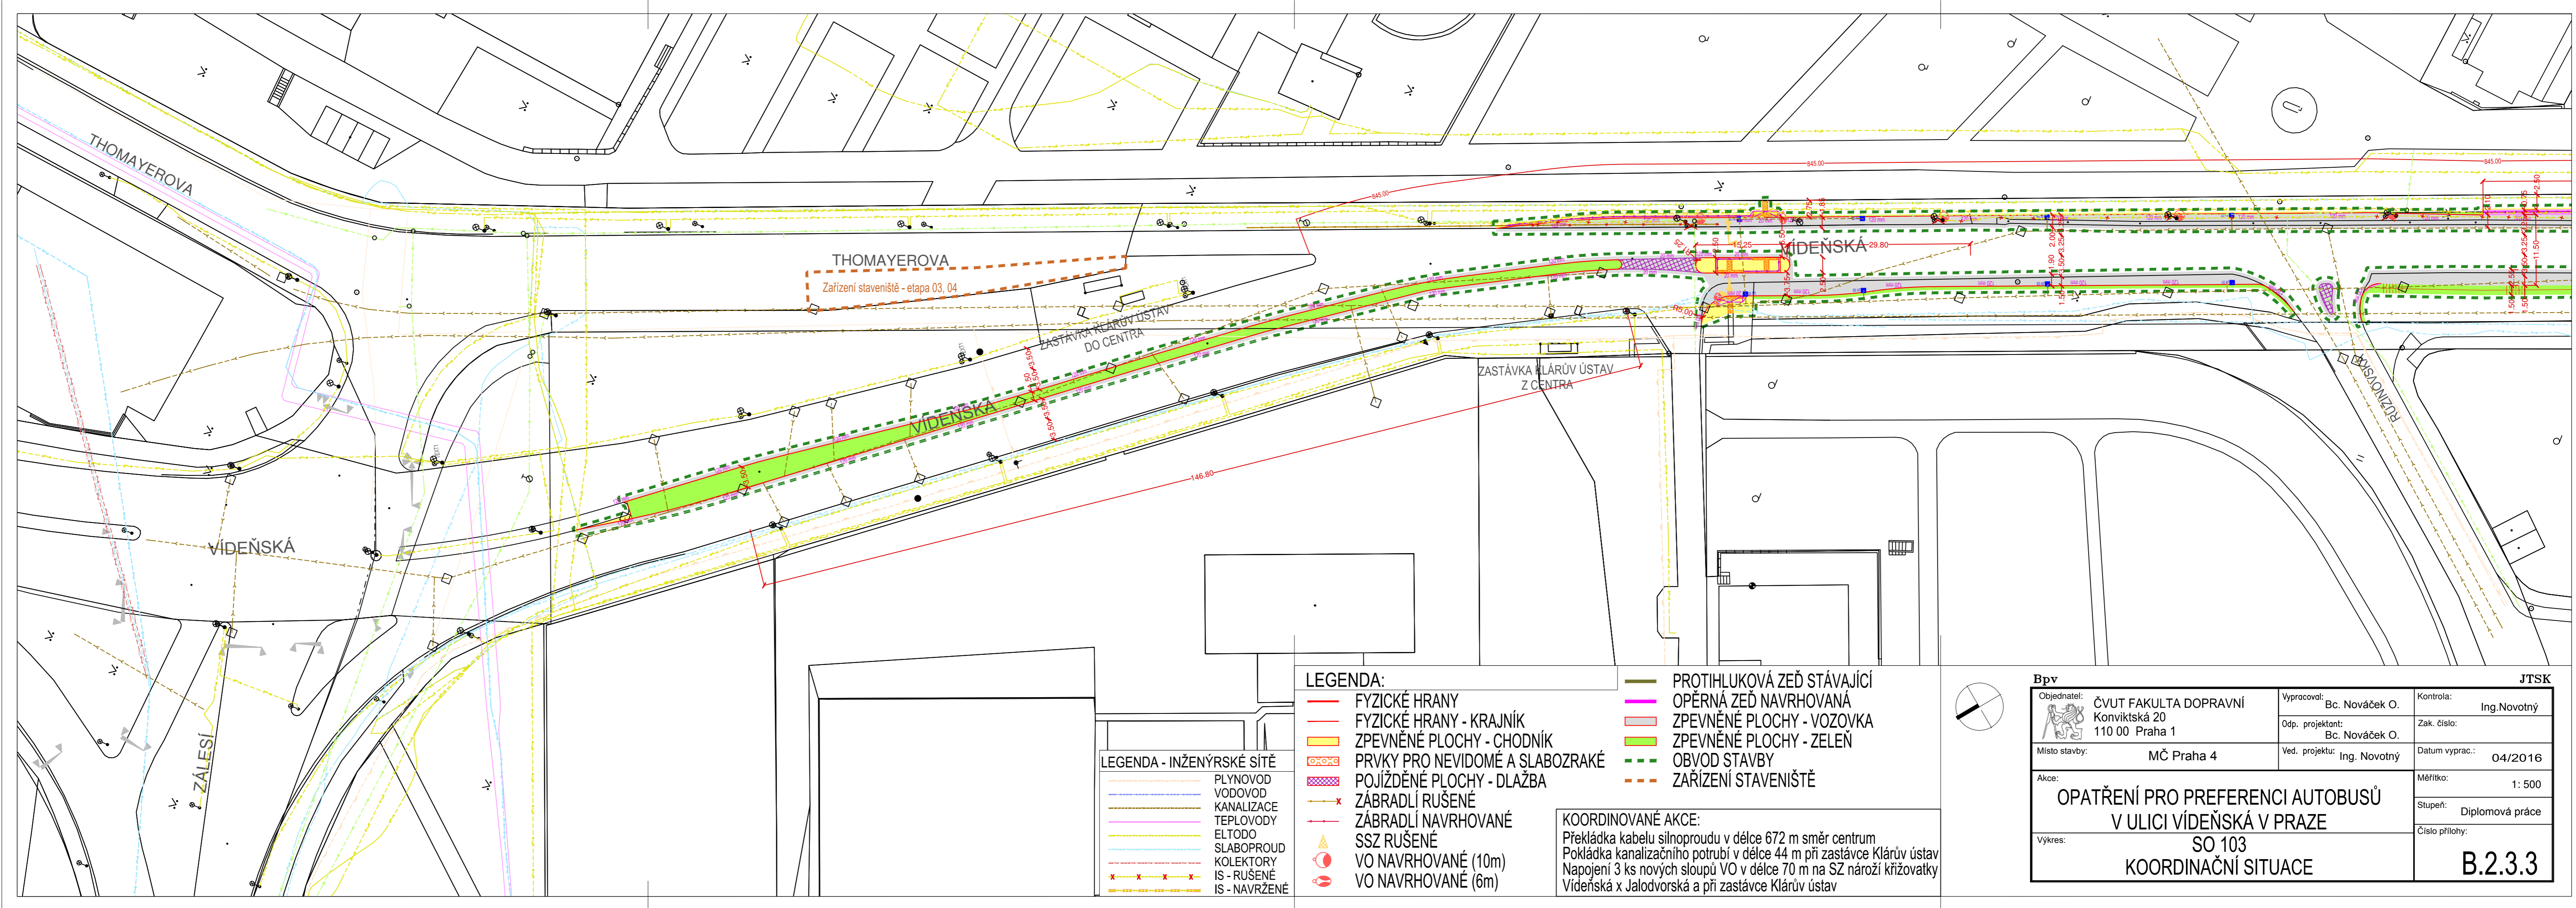 THOMAYEROVA
THOMAYEROVA
Zařízení staveniště - etapa 03, 04
ZASTÁVKA KLÁRŮV ÚSTAV
DO CENTRA
VÍDEŇSKÁ
VÍDEŇSKÁ
VÍDEŇSKÁ
ZÁLESÍ
ZASTÁVKA KLÁRŮV ÚSTAV
Z CENTRA
RŮŽINOVSKÁ
845.00
845.00
845.00
146.80
15.25
29.80
LEGENDA - INŽENÝRSKÉ SÍTĚ
PLYNOVOD
VODOVOD
KANALIZACE
TEPLOVODY
ELTODO
SLABOPROUD
KOLEKTORY
IS - RUŠENÉ
IS - NAVRŽENÉ
LEGENDA:
FYZICKÉ HRANY
FYZICKÉ HRANY - KRAJNÍK
ZPEVNĚNÉ PLOCHY - CHODNÍK
PRVKY PRO NEVIDOMÉ A SLABOZRAKÉ
POJÍŽDĚNÉ PLOCHY - DLAŽBA
ZÁBRADLÍ RUŠENÉ
ZÁBRADLÍ NAVRHOVANÉ
SSZ RUŠENÉ
VO NAVRHOVANÉ (10m)
VO NAVRHOVANÉ (6m)
PROTIHLUKOVÁ ZEĎ STÁVAJÍCÍ
OPĚRNÁ ZEĎ NAVRHOVANÁ
ZPEVNĚNÉ PLOCHY - VOZOVKA
ZPEVNĚNÉ PLOCHY - ZELEŇ
OBVOD STAVBY
ZAŘÍZENÍ STAVENIŠTĚ
KOORDINOVANÉ AKCE:
Překládka kabelu silnoproudu v délce 672 m směr centrum
Pokládka kanalizačního potrubí v délce 44 m při zastávce Klárův ústav
Napojení 3 ks nových sloupů VO v délce 70 m na SZ nároží křižovatky
Vídeňská x Jalodvorská a při zastávce Klárův ústav
Bpv
JTSK
Objednatel:
ČVUT FAKULTA DOPRAVNÍ
Konviktská 20
110 00 Praha 1
Vypracoval:
Bc. Nováček O.
Kontrola:
Ing.Novotný
Odp. projektant:
Bc. Nováček O.
Zak. číslo:
Místo stavby:
MČ Praha 4
Ved. projektu: Ing. Novotný
Datum vyprac.:
04/2016
Akce:
OPATŘENÍ PRO PREFERENCI AUTOBUSŮ
V ULICI VÍDEŇSKÁ V PRAZE
Měřítko:
1: 500
Stupeň:
Diplomová práce
Výkres:
SO 103
KOORDINAČNÍ SITUACE
Číslo přílohy:
B.2.3.3